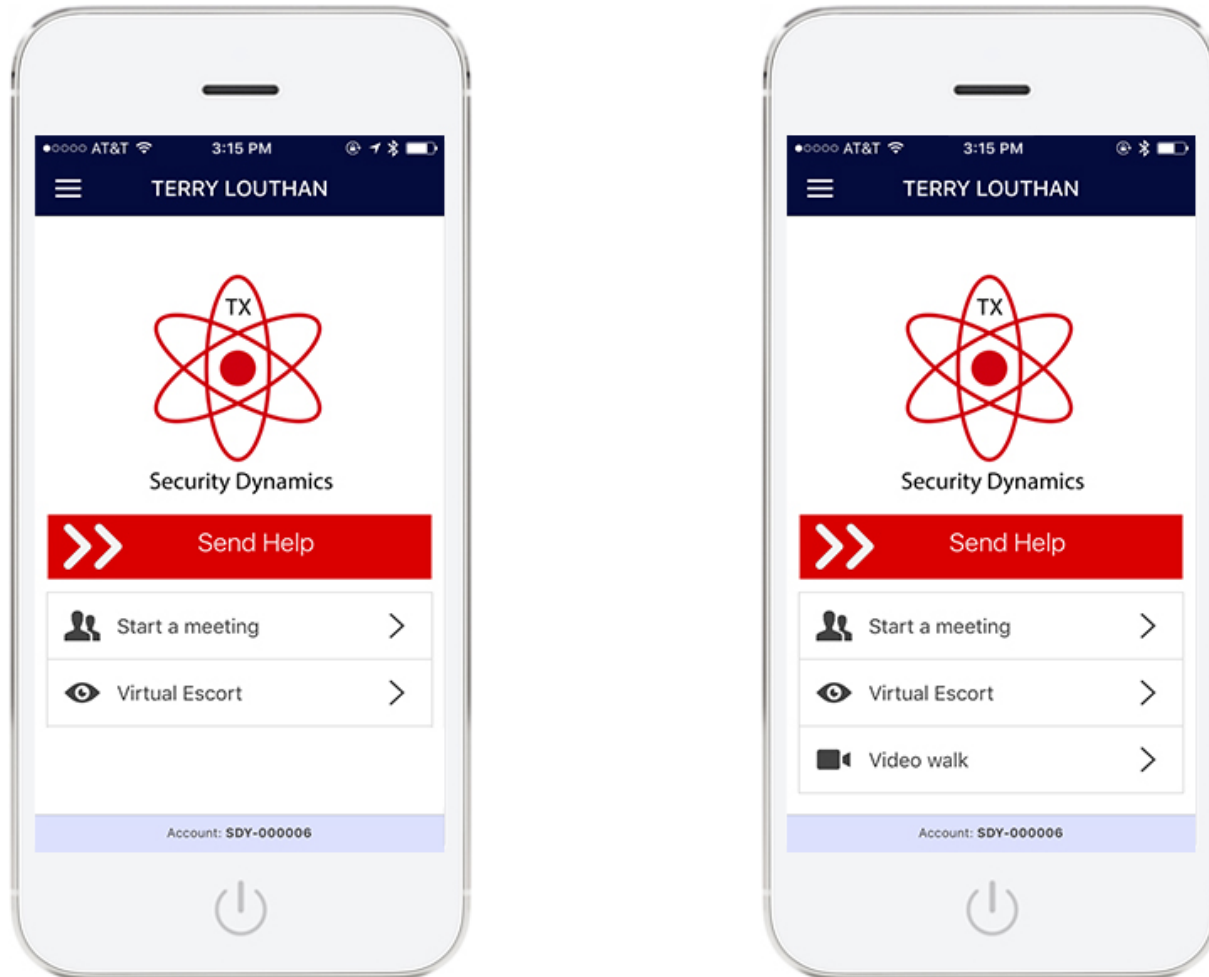 ●○○○○ AT&T 3:15 PM
TERRY LOUTHAN
TX
Security Dynamics
Send Help
Start a meeting
Virtual Escort
Account: SDY-000006
●○○○○ AT&T 3:15 PM
TERRY LOUTHAN
TX
Security Dynamics
Send Help
Start a meeting
Virtual Escort
Video walk
Account: SDY-000006